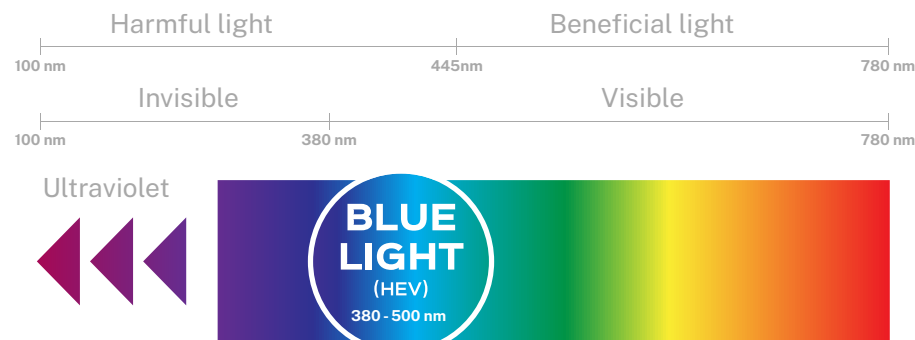 Harmful light Beneficial light
100 nm 445nm 780 nm
Invisible Visible
100 nm 380 nm 780 nm
Ultraviolet
BLUE
LIGHT
(HEV)
380 - 500 nm